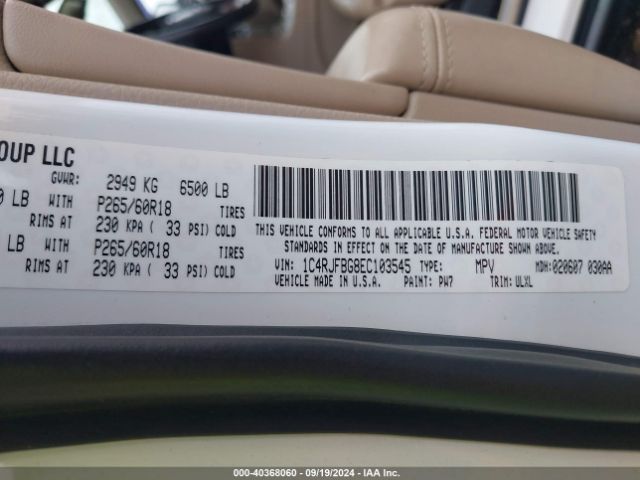 OUP LLC
GVWR: 2949 KG 6500 LB
0 LB WITH P265/60R18 TIRES
RIMS AT 230 KPA ( 33 PSI) COLD
LB WITH P265/60R18 TIRES
RIMS AT 230 KPA ( 33 PSI) COLD
THIS VEHICLE CONFORMS TO ALL APPLICABLE U.S.A. FEDERAL MOTOR VEHICLE SAFETY
STANDARDS IN EFFECT ON THE DATE OF MANUFACTURE SHOWN ABOVE.
VIN: 1C4RJFBG8EC103545 TYPE: MPV MDH:020607 030AA
VEHICLE MADE IN U.S.A. PAINT: PW7 TRIM: ULXL
000-40368060 - 09/19/2024 - IAA Inc.